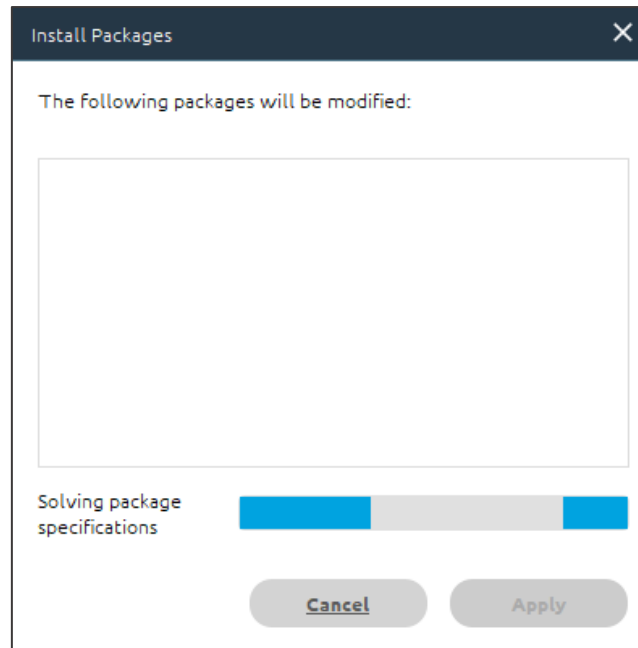 Install Packages
The following packages will be modified:
Solving package
specifications
Cancel
Apply